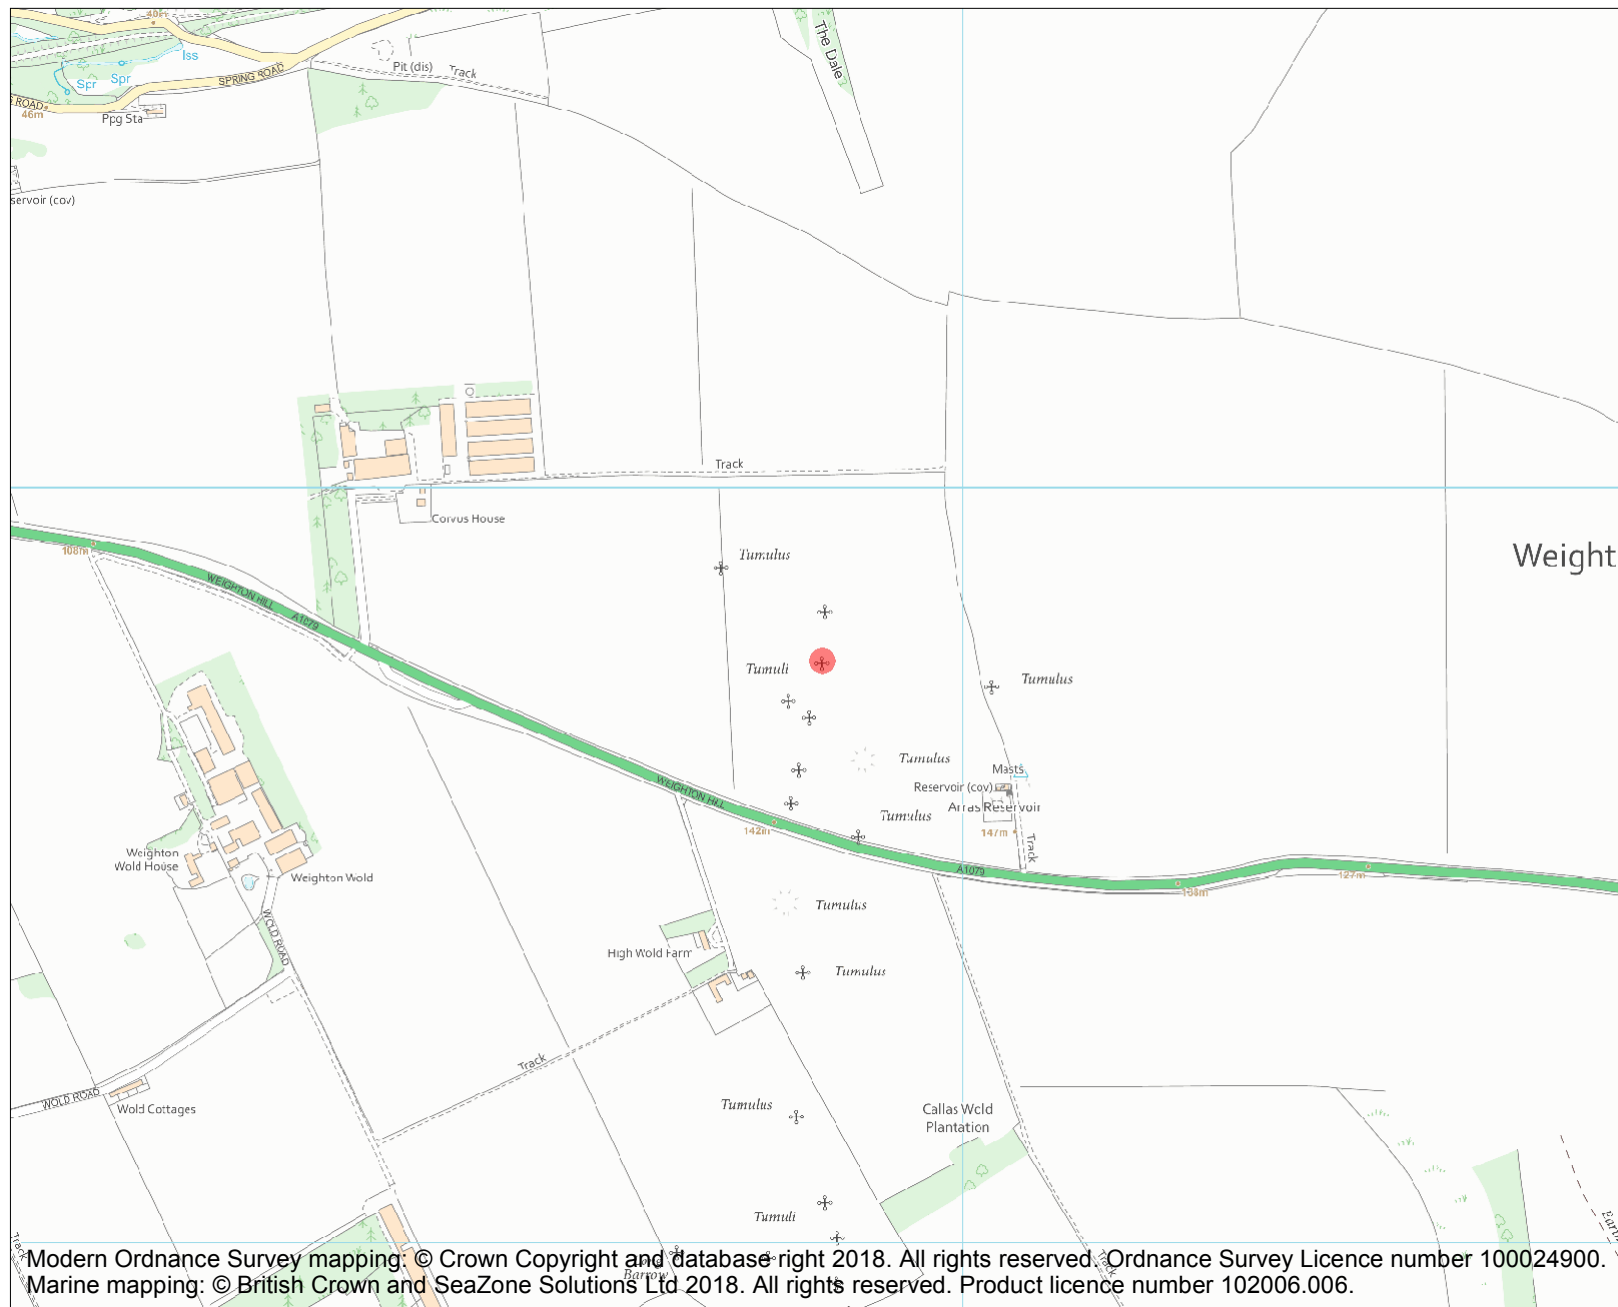 40m
The Dale
Iss
Pit (dis)
Track
Spr
Spr
SPRING ROAD
ROAD
46m
Ppg Sta
servoir (cov)
Track
Corvus House
108m
Tumulus
Weight
WEIGHTON HILL
A1079
Tumuli
Tumulus
Tumulus
Masts
WEIGHTON HILL
Reservoir (cov)
Arras Reservoir
Tumulus
142m
147m
Track
Weighton
Wold House
Weighton Wold
A1079
127m
138m
Tumulus
WOLD ROAD
High Wold Farm
Tumulus
Track
WOLD ROAD
Wold Cottages
Tumulus
Callas Wold
Plantation
Tumuli
Track
Track
Barrow
Modern Ordnance Survey mapping: © Crown Copyright and database right 2018. All rights reserved. Ordnance Survey Licence number 100024900.
Marine mapping: © British Crown and SeaZone Solutions Ltd 2018. All rights reserved. Product licence number 102006.006.